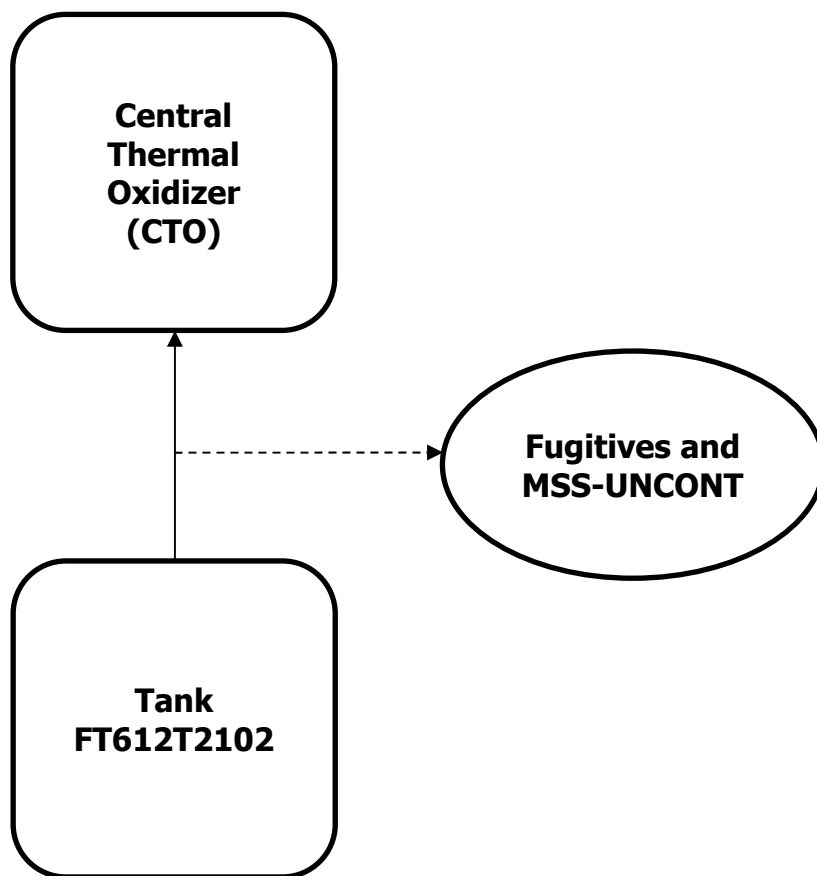 Central
Thermal
Oxidizer
(CTO)
Fugitives and
MSS-UNCONT
Tank
FT612T2102